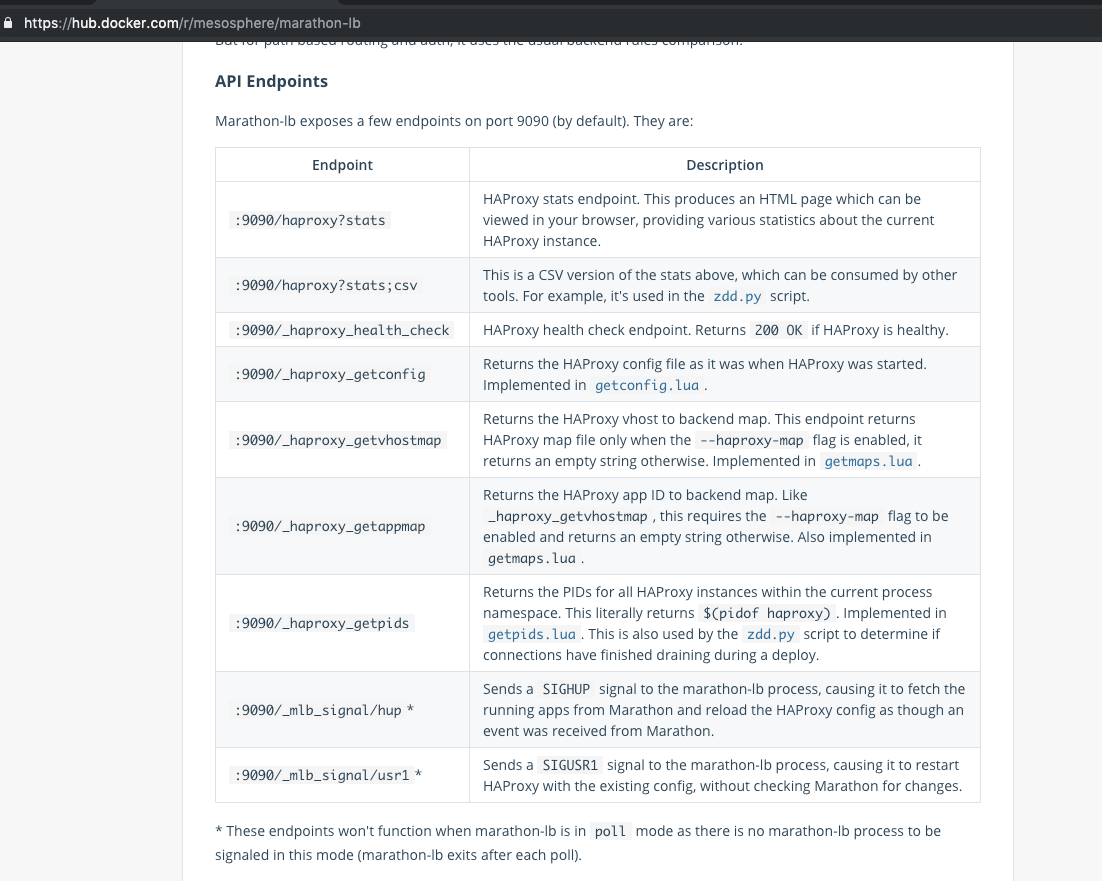 https://hub.docker.com/r/mesosphere/marathon-lb
But for path based routing and auth, it uses the usual backend rules comparison.
API Endpoints
Marathon-lb exposes a few endpoints on port 9090 (by default). They are:
Endpoint
Description
:9090/haproxy?stats
HAProxy stats endpoint. This produces an HTML page which can be
viewed in your browser, providing various statistics about the current
HAProxy instance.
:9090/haproxy?stats;csv
This is a CSV version of the stats above, which can be consumed by other
tools. For example, it's used in the zdd.py script.
:9090/_haproxy_health_check
HAProxy health check endpoint. Returns 200 OK if HAProxy is healthy.
:9090/_haproxy_getconfig
Returns the HAProxy config file as it was when HAProxy was started.
Implemented in getconfig.lua .
:9090/_haproxy_getvhostmap
Returns the HAProxy vhost to backend map. This endpoint returns
HAProxy map file only when the --haproxy-map flag is enabled, it
returns an empty string otherwise. Implemented in getmaps.lua .
:9090/_haproxy_getappmap
Returns the HAProxy app ID to backend map. Like
_haproxy_getvhostmap , this requires the --haproxy-map flag to be
enabled and returns an empty string otherwise. Also implemented in
getmaps.lua .
:9090/_haproxy_getpids
Returns the PIDs for all HAProxy instances within the current process
namespace. This literally returns $(pidof haproxy) . Implemented in
getpids.lua . This is also used by the zdd.py script to determine if
connections have finished draining during a deploy.
:9090/_mlb_signal/hup *
Sends a SIGHUP signal to the marathon-lb process, causing it to fetch the
running apps from Marathon and reload the HAProxy config as though an
event was received from Marathon.
:9090/_mlb_signal/usr1 *
Sends a SIGUSR1 signal to the marathon-lb process, causing it to restart
HAProxy with the existing config, without checking Marathon for changes.
* These endpoints won't function when marathon-lb is in poll mode as there is no marathon-lb process to be
signaled in this mode (marathon-lb exits after each poll).